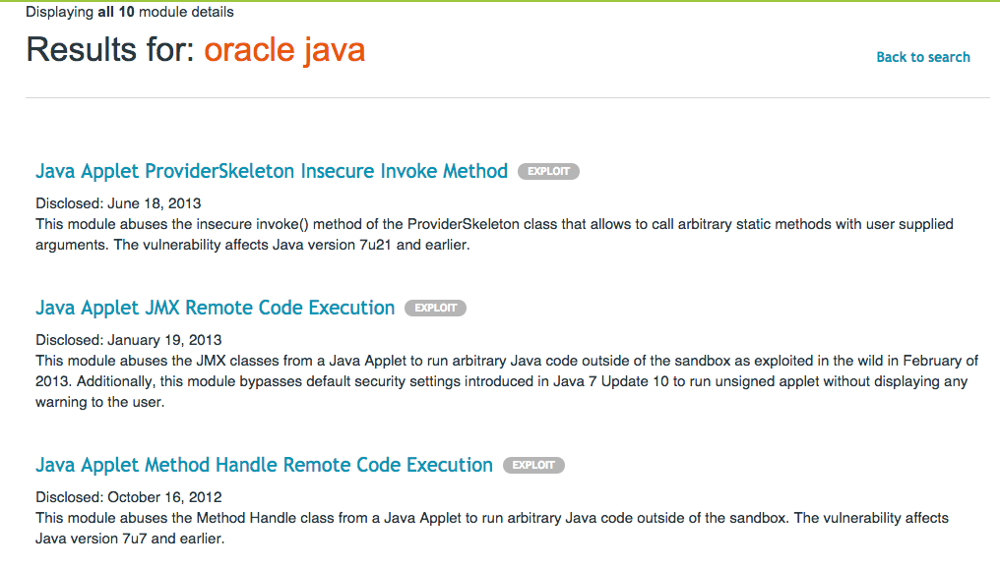 Displaying all 10 module details
Results for: oracle java
Back to search
Java Applet ProviderSkeleton Insecure Invoke Method EXPLOIT
Disclosed: June 18, 2013
This module abuses the insecure invoke() method of the ProviderSkeleton class that allows to call arbitrary static methods with user supplied
arguments. The vulnerability affects Java version 7u21 and earlier.
Java Applet JMX Remote Code Execution EXPLOIT
Disclosed: January 19, 2013
This module abuses the JMX classes from a Java Applet to run arbitrary Java code outside of the sandbox as exploited in the wild in February of
2013. Additionally, this module bypasses default security settings introduced in Java 7 Update 10 to run unsigned applet without displaying any
warning to the user.
Java Applet Method Handle Remote Code Execution EXPLOIT
Disclosed: October 16, 2012
This module abuses the Method Handle class from a Java Applet to run arbitrary Java code outside of the sandbox. The vulnerability affects
Java version 7u7 and earlier.